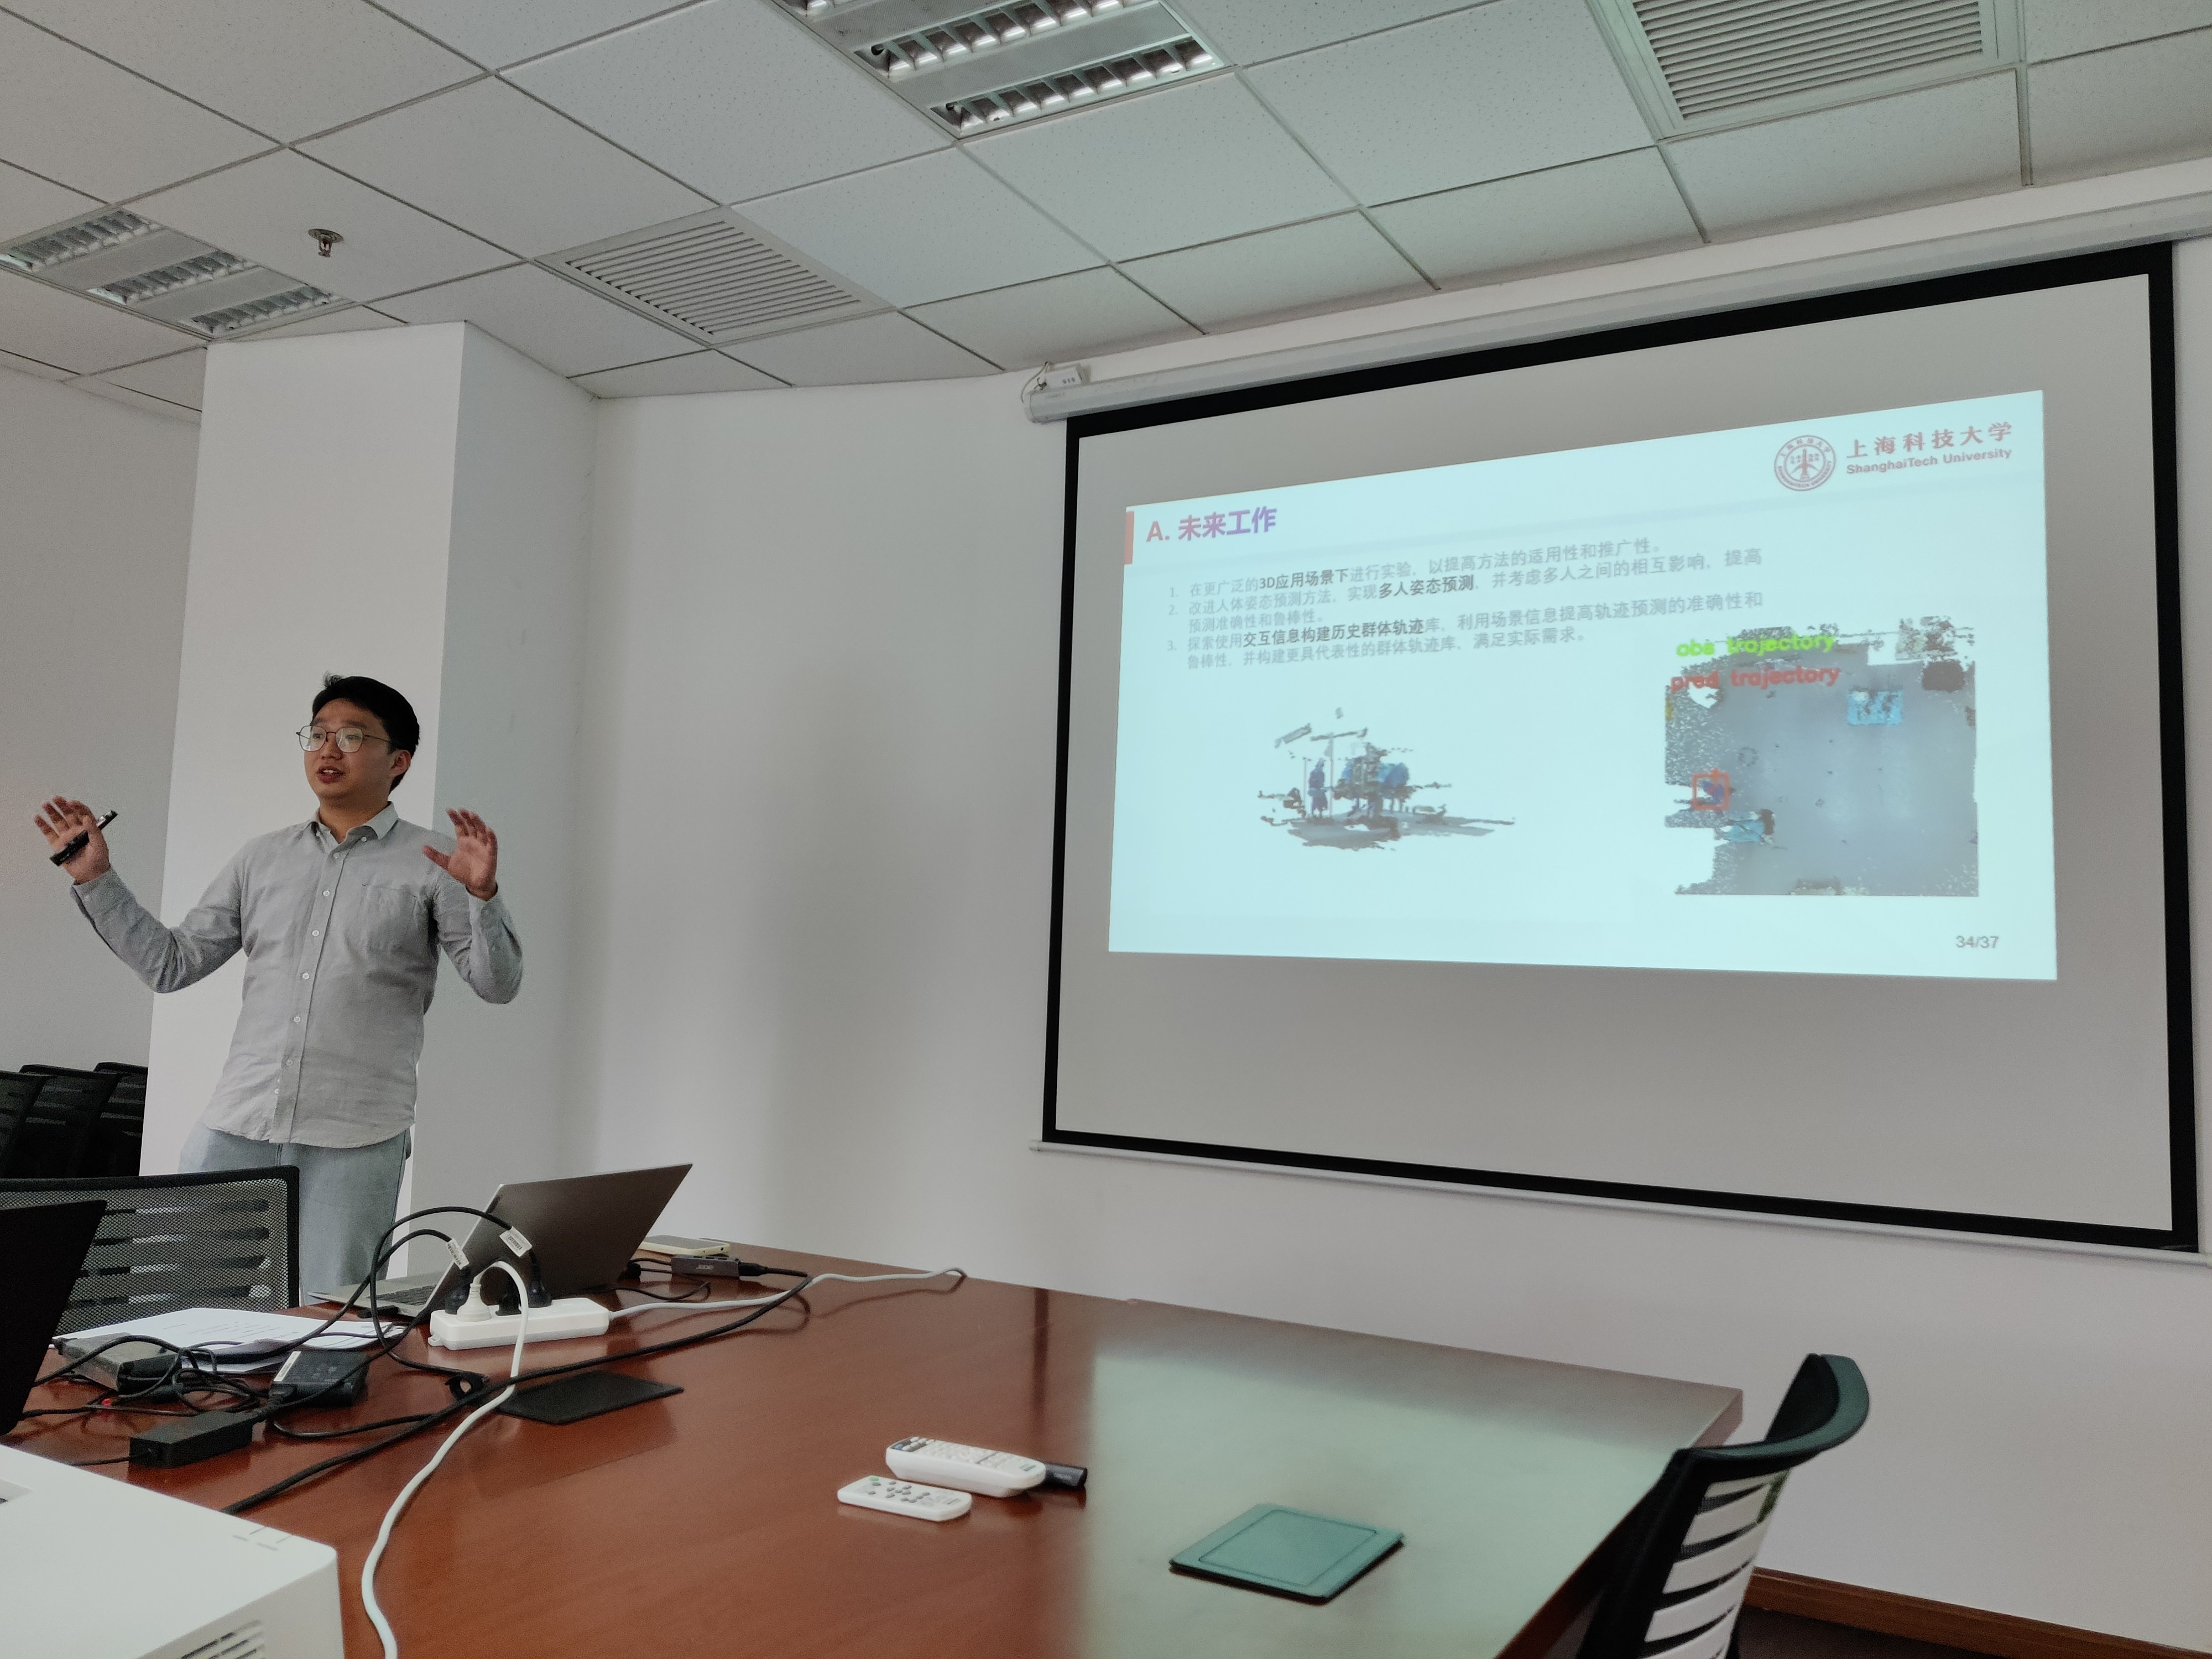 上海科技大学
ShanghaiTech University
A. 未来工作
1. 在更广泛的3D应用场景下进行实验，以提高方法的适用性和推广性。
2. 改进人体姿态预测方法，实现多人姿态预测，并考虑多人之间的相互影响，提高
预测准确性和鲁棒性。
3. 探索使用交互信息构建历史群体轨迹库，利用场景信息提高轨迹预测的准确性和
鲁棒性，并构建更具代表性的群体轨迹库，满足实际需求。
obs trajectory
pred trajectory
34/37